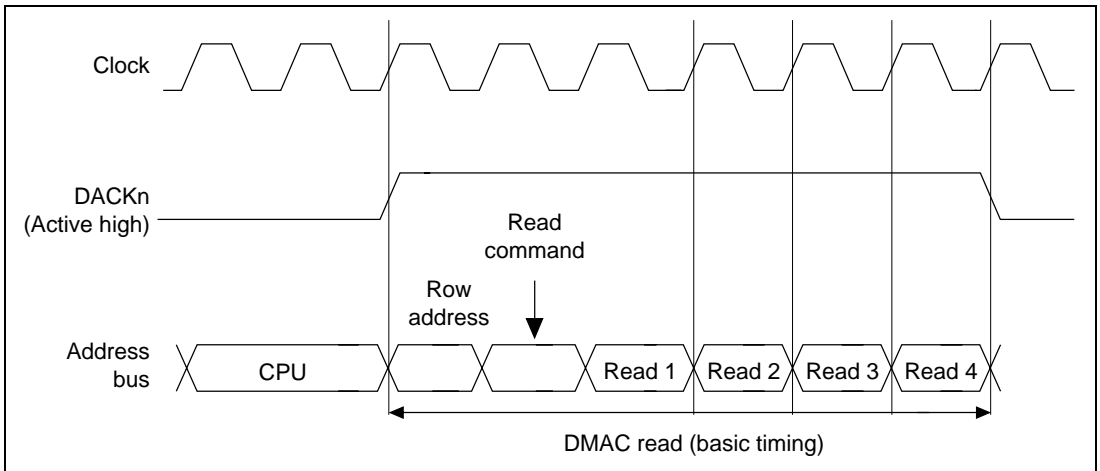 Clock
DACKn
(Active high)
Read
command
Row
address
Address
bus
CPU
Read 1
Read 2
Read 3
Read 4
DMAC read (basic timing)